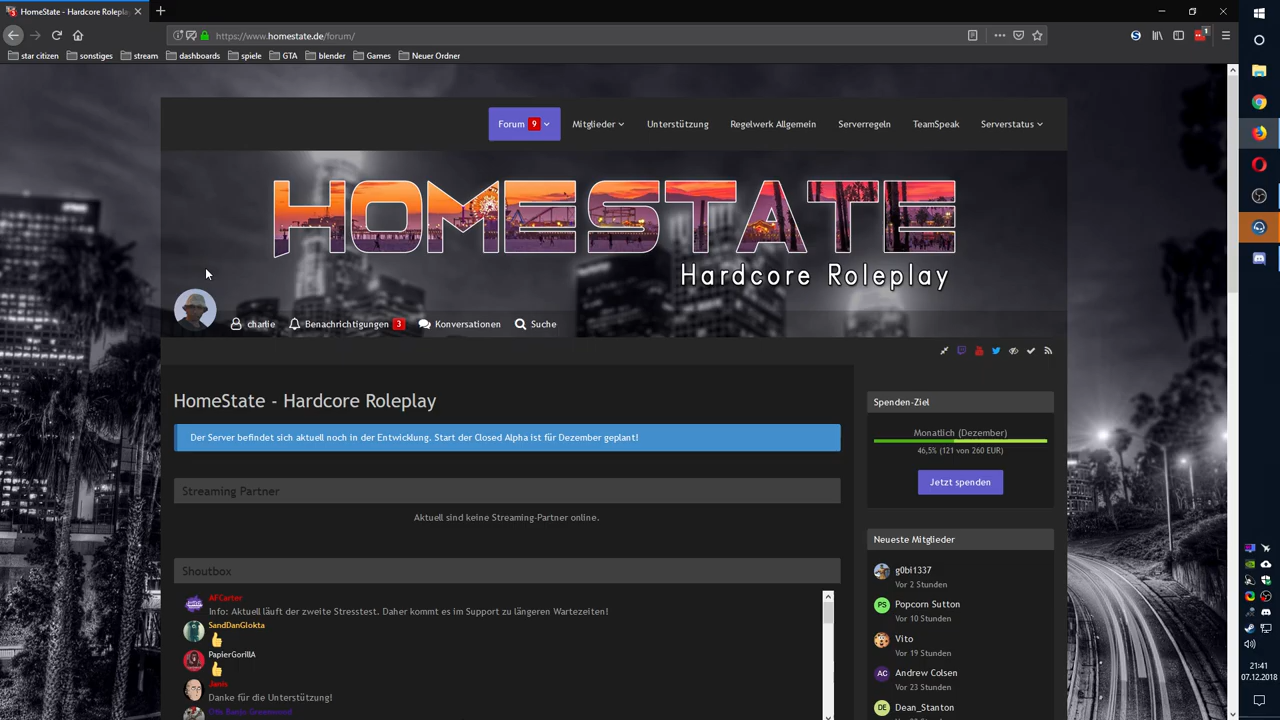 HomeState - Hardcore Rolepla
https://www.homestate.de/forum/
1
star citizen sonstiges stream dashboards spiele GTA blender Games Neuer Ordner
Forum 9 Mitglieder Unterstützung Regelwerk Allgemein Serverregeln TeamSpeak Serverstatus
HOMESTATE
Hardcore Roleplay
charlie Benachrichtigungen 3 Konversationen Suche
HomeState - Hardcore Roleplay
Der Server befindet sich aktuell noch in der Entwicklung. Start der Closed Alpha ist für Dezember geplant!
Streaming Partner
Aktuell sind keine Streaming-Partner online.
Shoutbox
AFCarter
Info: Aktuell läuft der zweite Stresstest. Daher kommt es im Support zu längeren Wartezeiten!
SandDanGlokta
PapierGorillA
Janis
Danke für die Unterstützung!
Spenden-Ziel
Monatlich (Dezember)
46,5% (121 von 260 EUR)
Jetzt spenden
Neueste Mitglieder
g0bi1337
Vor 2 Stunden
PS Popcorn Sutton
Vor 10 Stunden
Vito
Vor 19 Stunden
AC Andrew Colsen
Vor 23 Stunden
Dean_Stanton
21:41
07.12.2018